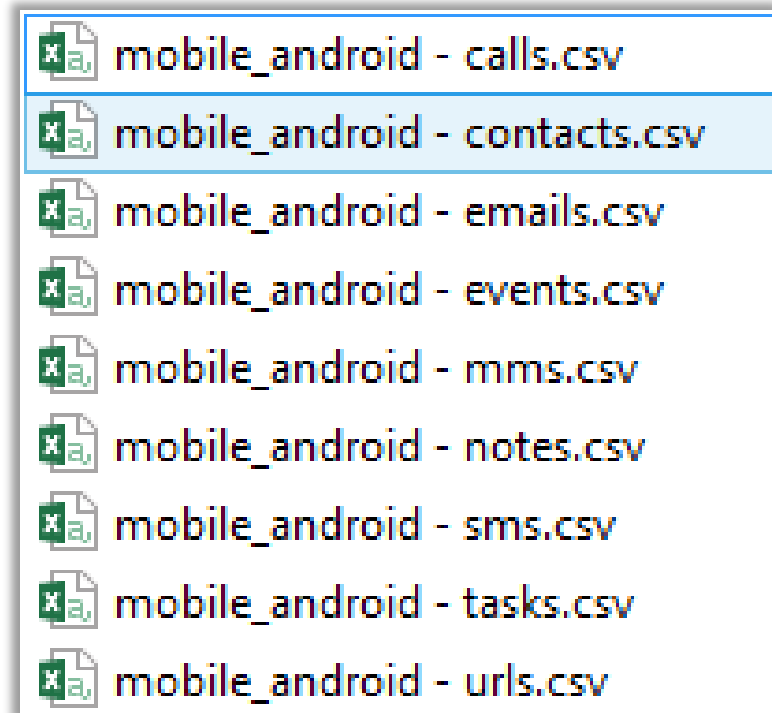 mobile_android - calls.csv
mobile_android - contacts.csv
mobile_android - emails.csv
mobile_android - events.csv
mobile_android - mms.csv
mobile_android - notes.csv
mobile_android - sms.csv
mobile_android - tasks.csv
mobile_android - urls.csv